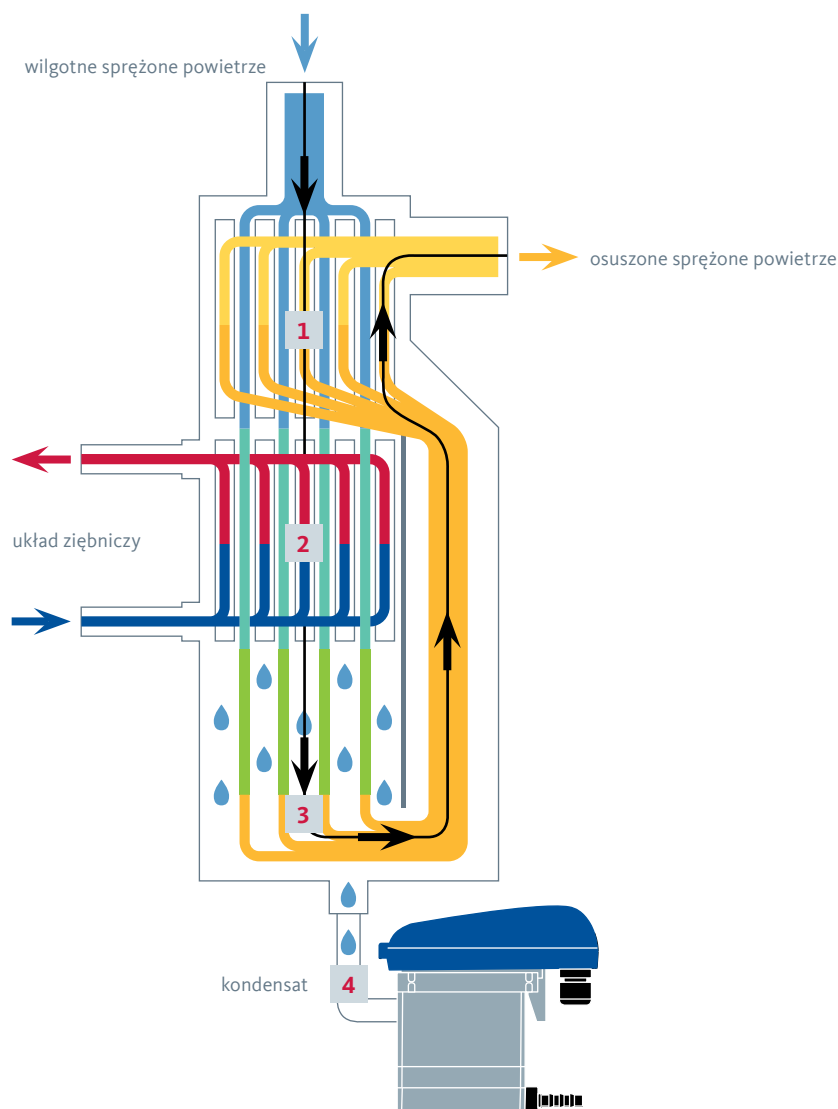 wilgotne sprężone powietrze
osuszone sprężone powietrze
1
układ ziębniczy
2
3
kondensat
4